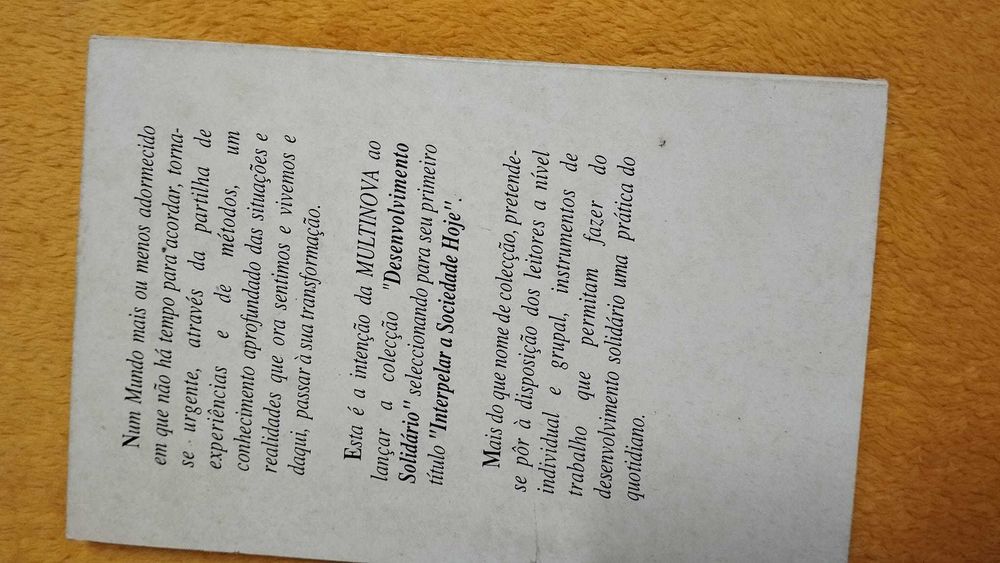 Num Mundo mais ou menos adormecido
em que não há tempo para acordar, torna-
se urgente, através da partilha de
experiências e de métodos, um
conhecimento aprofundado das situações e
realidades que ora sentimos e vivemos e
daqui, passar à sua transformação.
Esta é a intenção da MULTINOVA ao
lançar a colecção "Desenvolvimento
Solidário" seleccionando para seu primeiro
título "Interpelar a Sociedade Hoje".
Mais do que nome de colecção, pretende-
se pôr à disposição dos leitores a nível
individual e grupal, instrumentos de
trabalho que permitam fazer do
desenvolvimento solidário uma prática do
quotidiano.